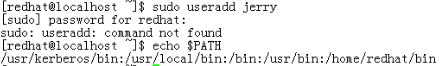 [redhat@localhost ~]$ sudo useradd jerry
[sudo] password for redhat:
sudo: useradd: command not found
[redhat@localhost ~]$ echo $PATH
/usr/kerberos/bin:/usr/local/bin:/bin:/usr/bin:/home/redhat/bin